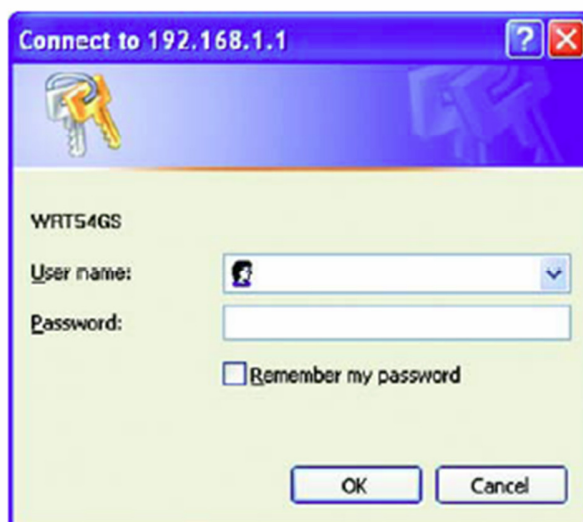 Connect to 192.168.1.1
WRT54GS
User name:
Password:
Remember my password
OK
Cancel